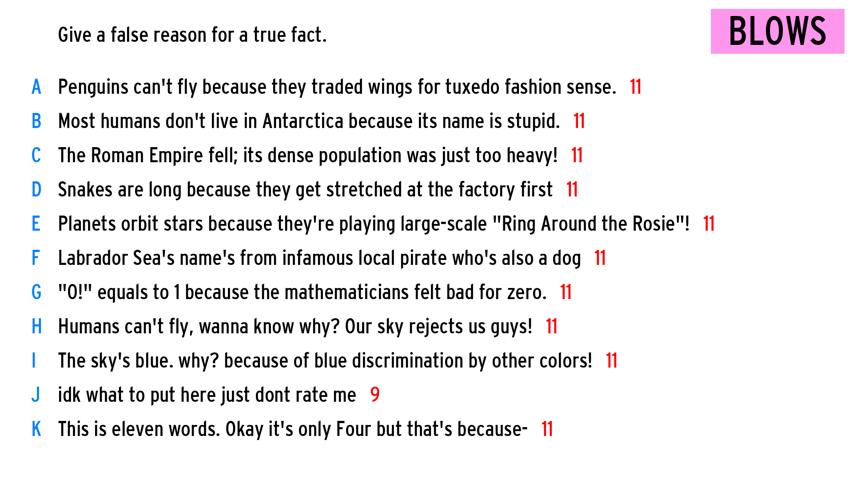 Give a false reason for a true fact.
BLOWS
A Penguins can't fly because they traded wings for tuxedo fashion sense. 11
B Most humans don't live in Antarctica because its name is stupid. 11
C The Roman Empire fell; its dense population was just too heavy! 11
D Snakes are long because they get stretched at the factory first 11
E Planets orbit stars because they're playing large-scale "Ring Around the Rosie"! 11
F Labrador Sea's name's from infamous local pirate who's also a dog 11
G "0!" equals to 1 because the mathematicians felt bad for zero. 11
H Humans can't fly, wanna know why? Our sky rejects us guys! 11
I The sky's blue. why? because of blue discrimination by other colors! 11
J idk what to put here just dont rate me 9
K This is eleven words. Okay it's only Four but that's because- 11